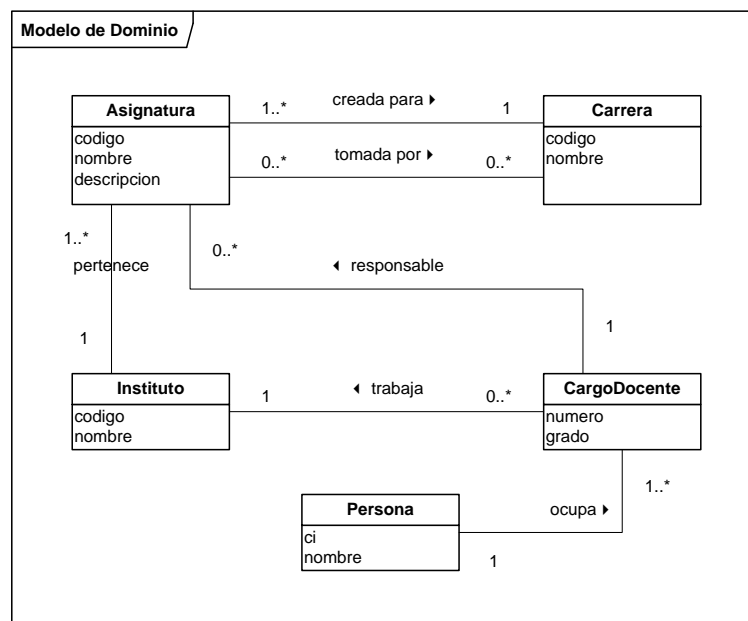 Modelo de Dominio
Asignatura
codigo
nombre
descripcion
1..* creada para 1
0..* tomada por 0..*
Carrera
codigo
nombre
1..*
pertenece
1
0..*
responsable
1
Instituto
codigo
nombre
1 trabaja 0..*
CargoDocente
numero
grado
1..*
ocupa
1
Persona
ci
nombre